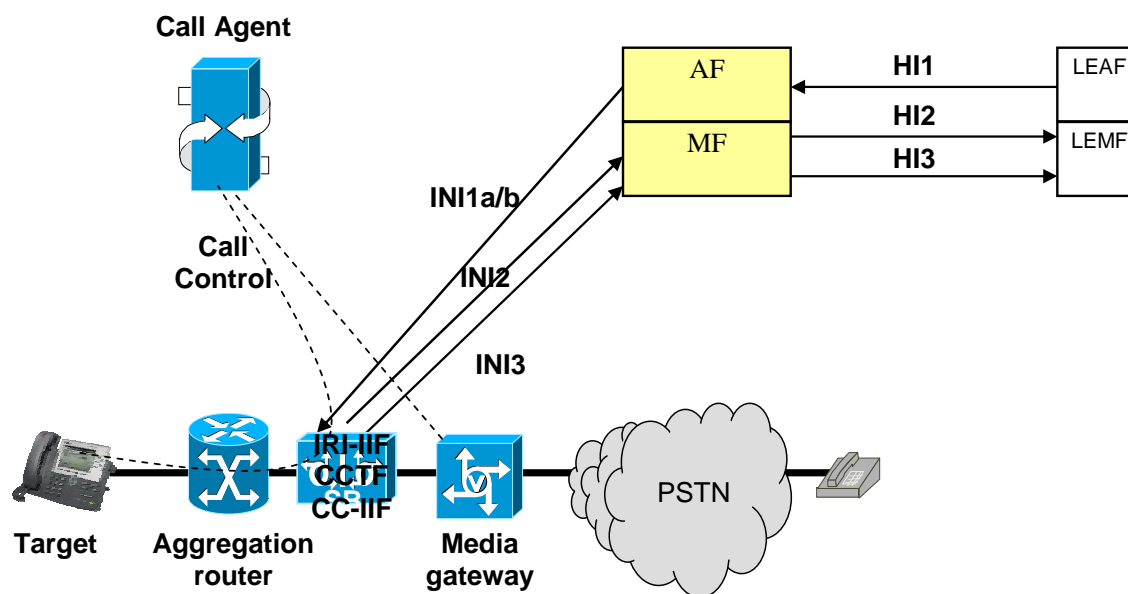 Call Agent
AF
HI1
LEAF
HI2
MF
LEMF
HI3
INI1a/b
Call
Control
INI2
INI3
IRI-IIF
CCTF
CC-IIF
V
PSTN
Target
Aggregation
router
Media
gateway